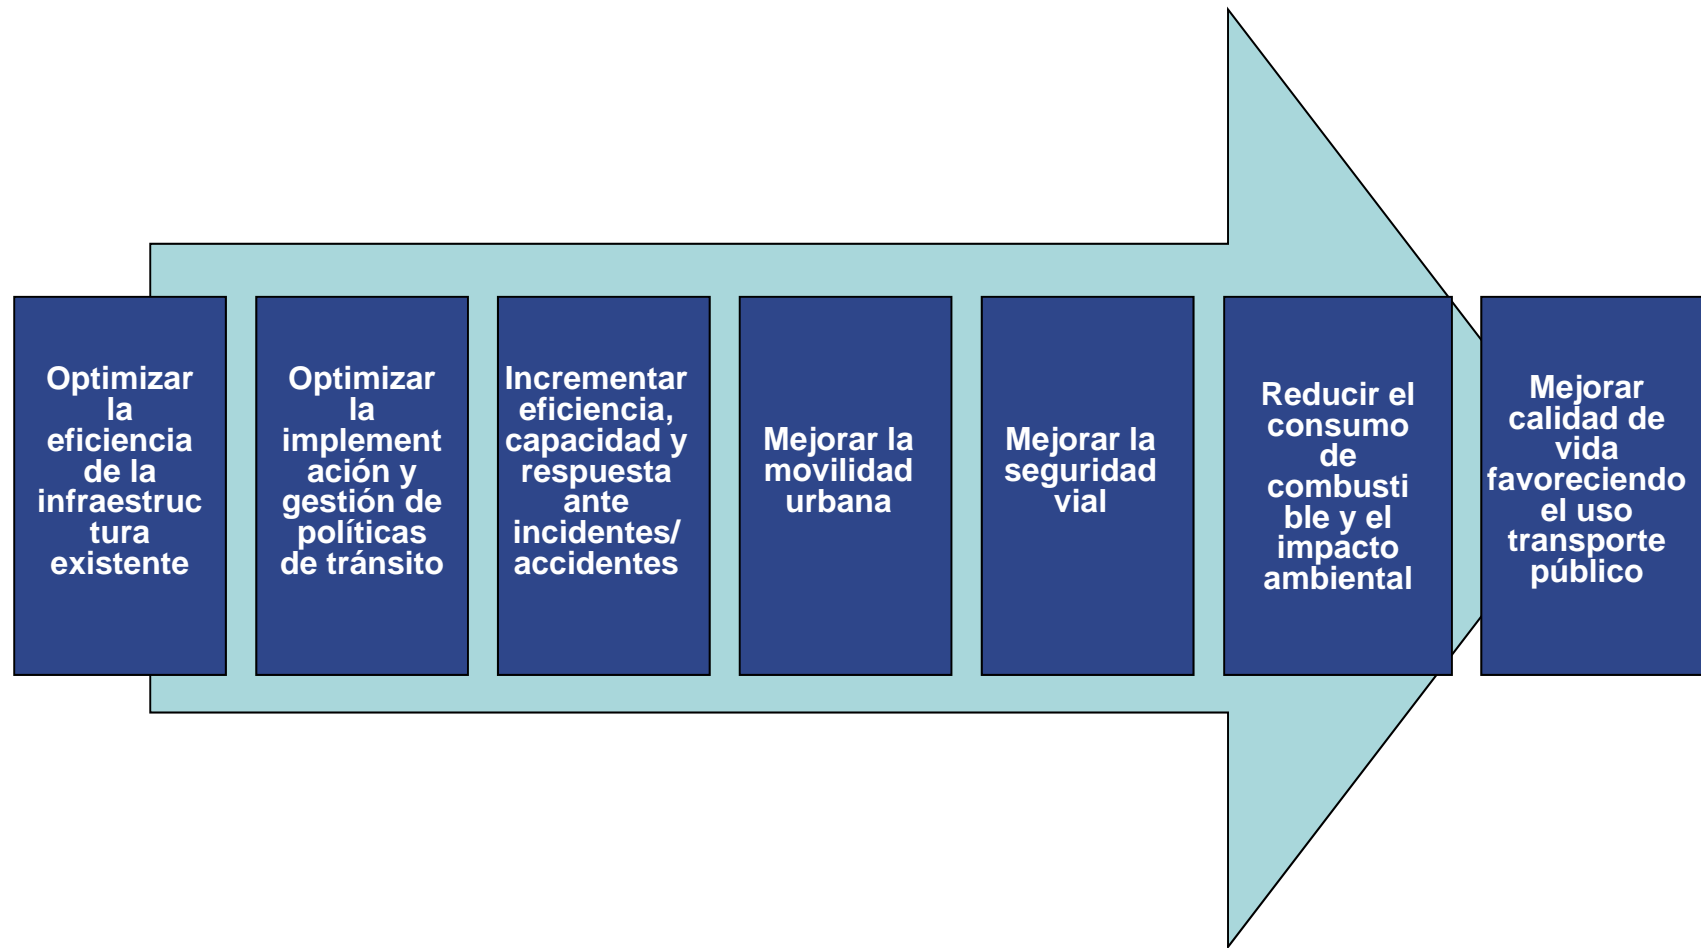 Optimizar
la
eficiencia
de la
infraestruc
tura
existente
Optimizar
la
implement
ación y
gestión de
políticas
de tránsito
Incrementar
eficiencia,
capacidad y
respuesta
ante
incidentes/
accidentes
Mejorar la
movilidad
urbana
Mejorar la
seguridad
vial
Reducir el
consumo
de
combusti
ble y el
impacto
ambiental
Mejorar
calidad de
vida
favoreciendo
el uso
transporte
público